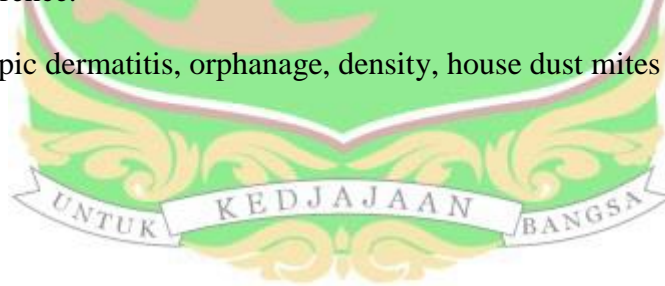 pic dermatitis, orphanage, density, house dust mites
UNTUK KEDJAJAAN BANGSA